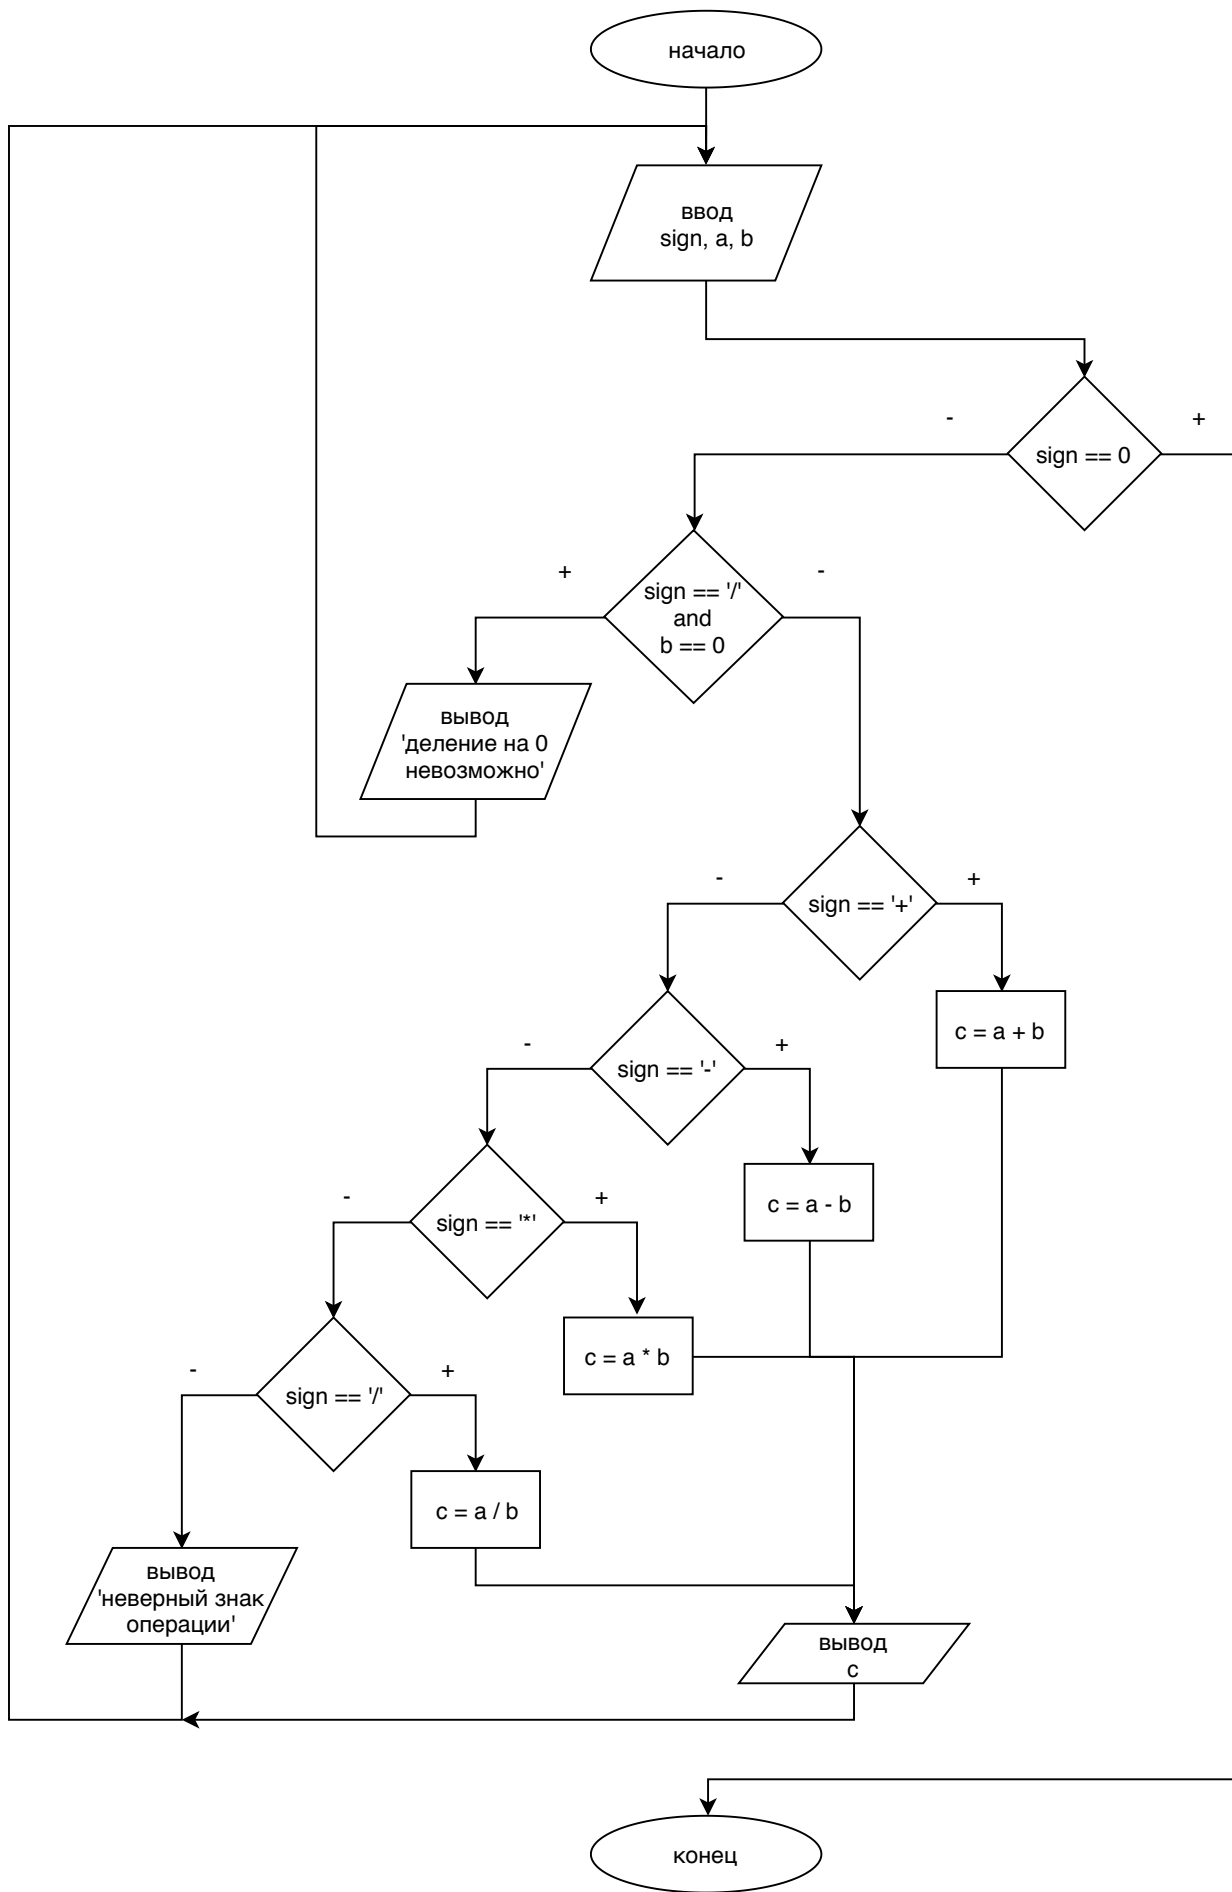 начало
ввод
sign, a, b
-
+
sign == 0
+
-
sign == '/'
and
b == 0
вывод
'деление на 0
невозможно'
-
+
sign == '+'
c = a + b
-
+
sign == '-'
c = a - b
-
+
sign == '*'
c = a * b
-
+
sign == '/'
c = a / b
вывод
'неверный знак
операции'
вывод
c
конец